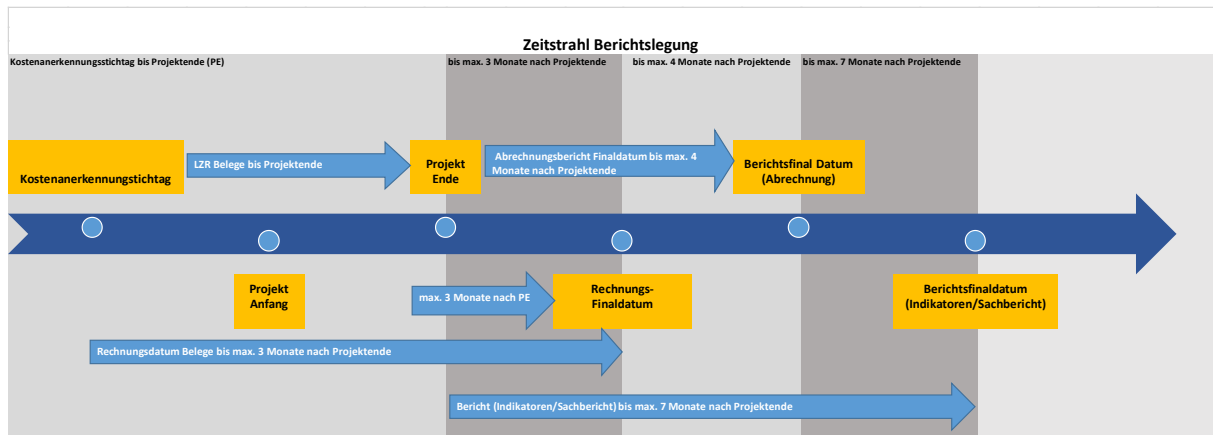 Zeitstrahl Berichtslegung
Kostenanerkennungsstichtag bis Projektende (PE)
bis max. 3 Monate nach Projektende
bis max. 4 Monate nach Projektende
bis max. 7 Monate nach Projektende
Kostenanerkennungstichtag
LZR Belege bis Projektende
Projekt
Ende
Abrechnungsbericht Finaldatum bis max. 4
Monate nach Projektende
Berichtsfinal Datum
(Abrechnung)
Projekt
Anfang
max. 3 Monate nach PE
Rechnungs-
Finaldatum
Berichtsfinaldatum
(Indikatoren/Sachbericht)
Rechnungsdatum Belege bis max. 3 Monate nach Projektende
Bericht (Indikatoren/Sachbericht) bis max. 7 Monate nach Projektende